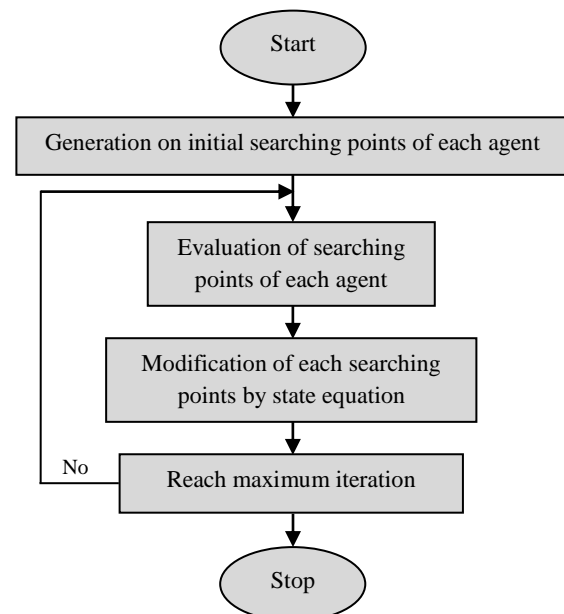 Start
Generation on initial searching points of each agent
Evaluation of searching
points of each agent
Modification of each searching
points by state equation
No
Reach maximum iteration
Stop